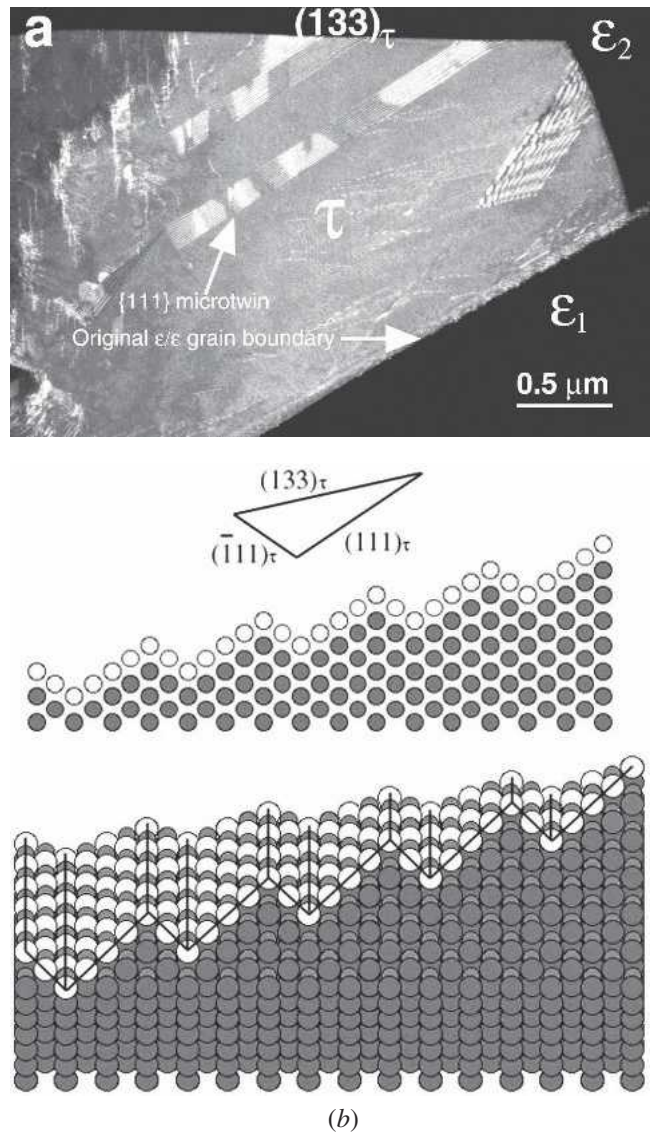 a
(133)τ
ε2
τ
{111} microtwin
Original ε/ε grain boundary
ε1
0.5 μm
(133)τ
(1̄11)τ
(111)τ
(b)